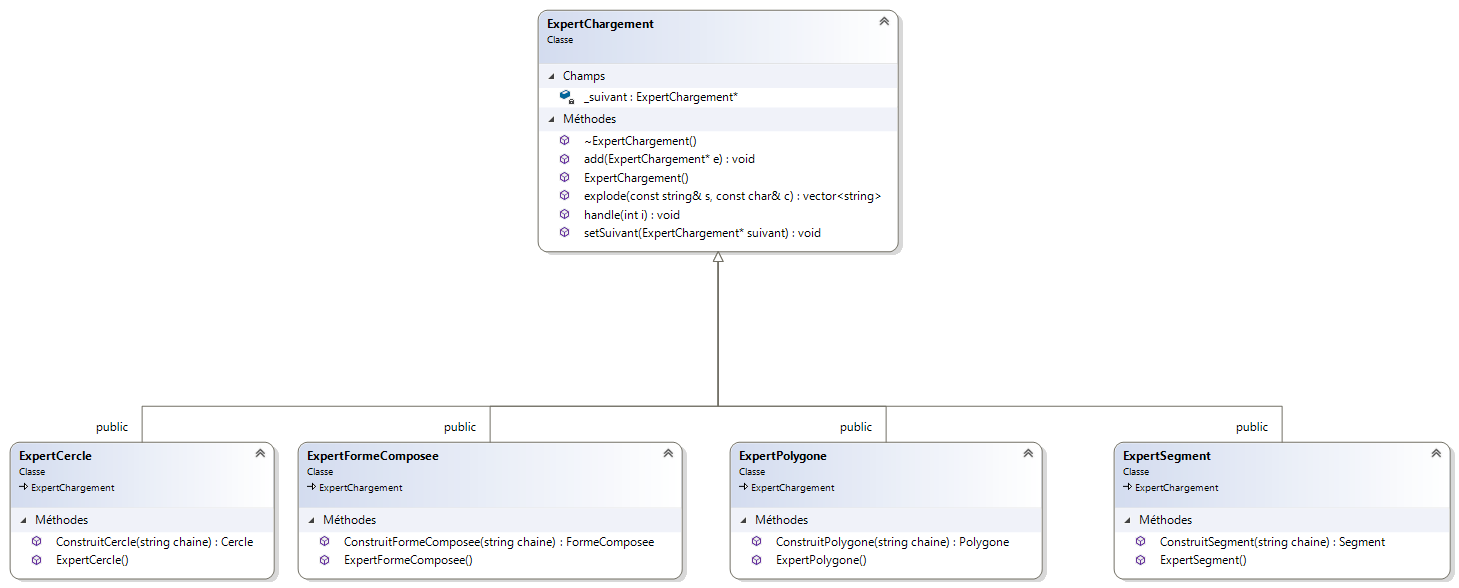 ExpertChargement
Classe
Champs
_suivant : ExpertChargement*
Méthodes
~ExpertChargement()
add(ExpertChargement* e) : void
ExpertChargement()
explode(const string& s, const char& c) : vector<string>
handle(int i) : void
setSuivant(ExpertChargement* suivant) : void
public
public
public
public
ExpertCercle
Classe
ExpertChargement
Méthodes
ConstruitCercle(string chaine) : Cercle
ExpertCercle()
ExpertFormeComposee
Classe
ExpertChargement
Méthodes
ConstruitFormeComposee(string chaine) : FormeComposee
ExpertFormeComposee()
ExpertPolygone
Classe
ExpertChargement
Méthodes
ConstruitPolygone(string chaine) : Polygone
ExpertPolygone()
ExpertSegment
Classe
ExpertChargement
Méthodes
ConstruitSegment(string chaine) : Segment
ExpertSegment()